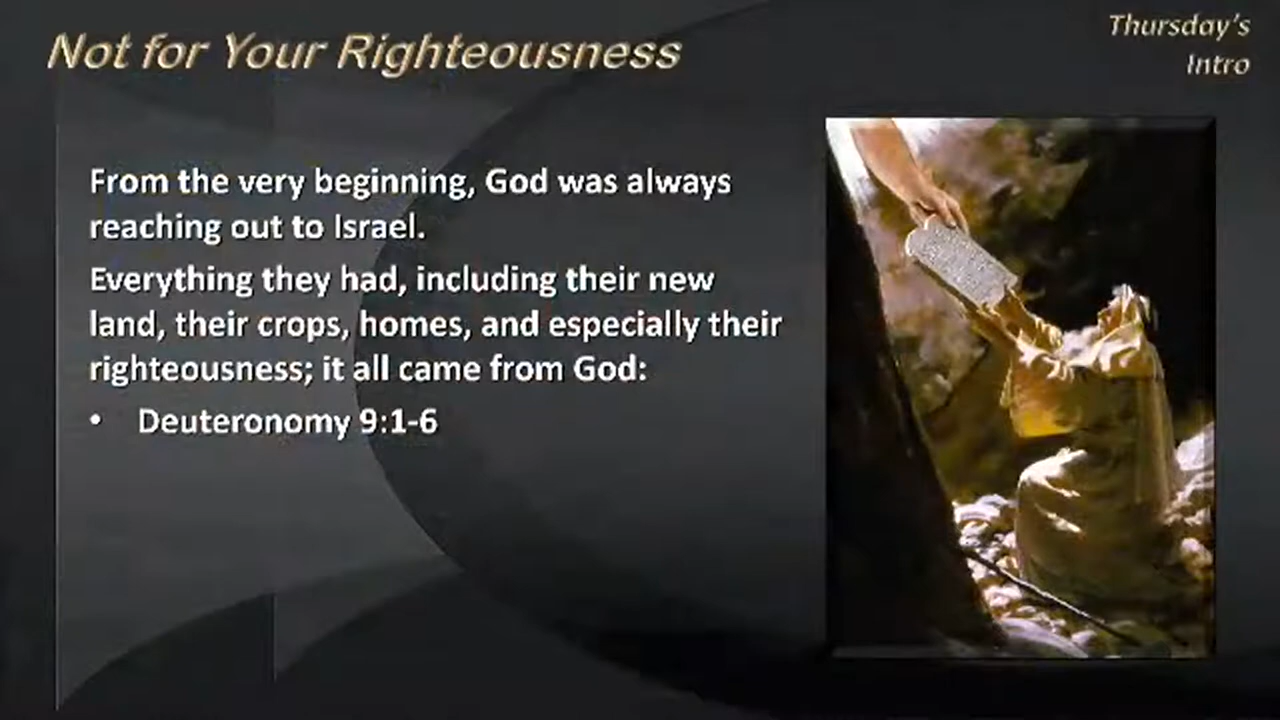 Not for Your Righteousness
Thursday's
Intro
From the very beginning, God was always
reaching out to Israel.
Everything they had, including their new
land, their crops, homes, and especially their
righteousness; it all came from God:
• Deuteronomy 9:1-6